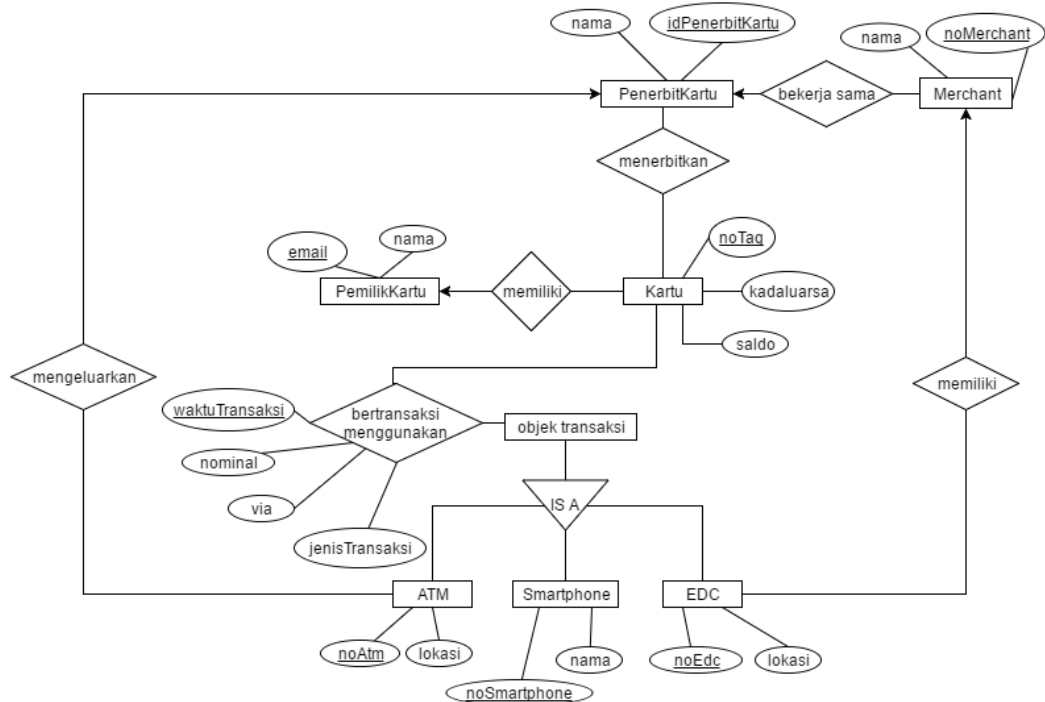 nama
idPenerbitKartu
nama
noMerchant
PenerbitKartu
bekerja sama
Merchant
menerbitkan
email
nama
noTag
PemilikKartu
memiliki
Kartu
kadaluarsa
saldo
mengeluarkan
memiliki
waktuTransaksi
bertransaksi
menggunakan
objek transaksi
nominal
via
IS A
jenisTransaksi
ATM
Smartphone
EDC
noAtm
lokasi
nama
noEdc
lokasi
noSmartphone